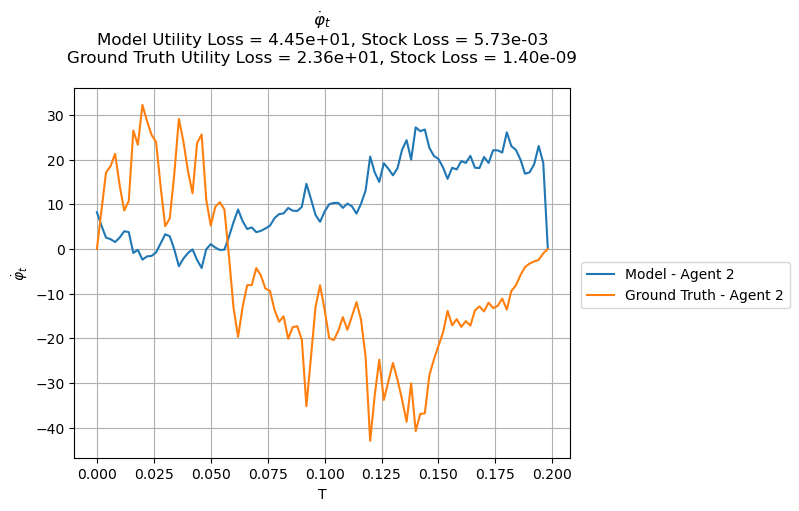 φ̇ₜ
Model Utility Loss = 4.45e+01, Stock Loss = 5.73e-03
Ground Truth Utility Loss = 2.36e+01, Stock Loss = 1.40e-09
φ̇ₜ
30
20
10
0
−10
−20
−30
−40
0.000 0.025 0.050 0.075 0.100 0.125 0.150 0.175 0.200
T
Model - Agent 2
Ground Truth - Agent 2